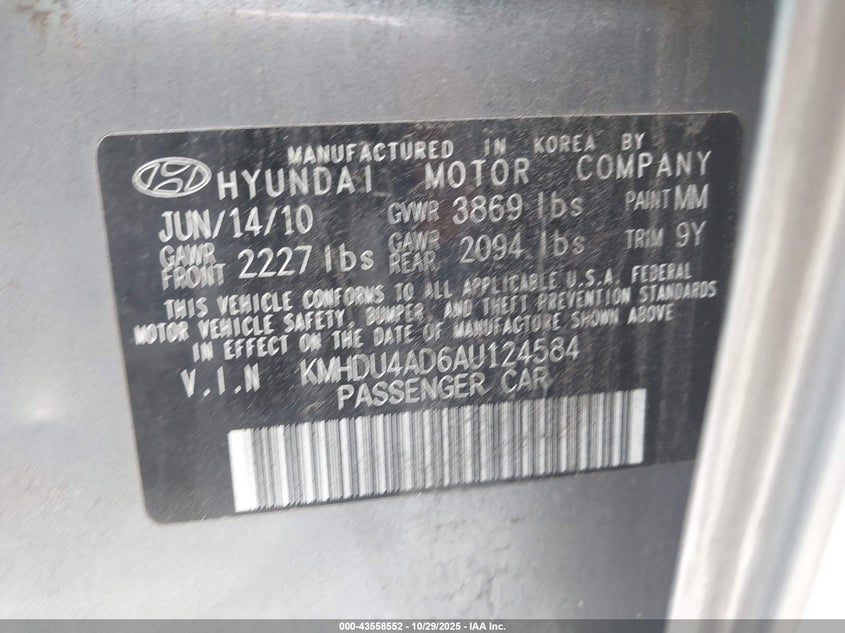 MANUFACTURED IN KOREA BY
HYUNDAI MOTOR COMPANY
JUN/14/10 GVWR 3869 lbs PAINT MM
GAWR FRONT 2227 lbs GAWR REAR 2094 lbs TRIM 9Y
THIS VEHICLE CONFORMS TO ALL APPLICABLE U.S.A. FEDERAL
MOTOR VEHICLE SAFETY, BUMPER, AND THEFT PREVENTION STANDARDS
IN EFFECT ON THE DATE OF MANUFACTURE SHOWN ABOVE
V.I.N KMHDU4AD6AU124584
PASSENGER CAR
000-43558552 | 10/29/2025 - IAA Inc.